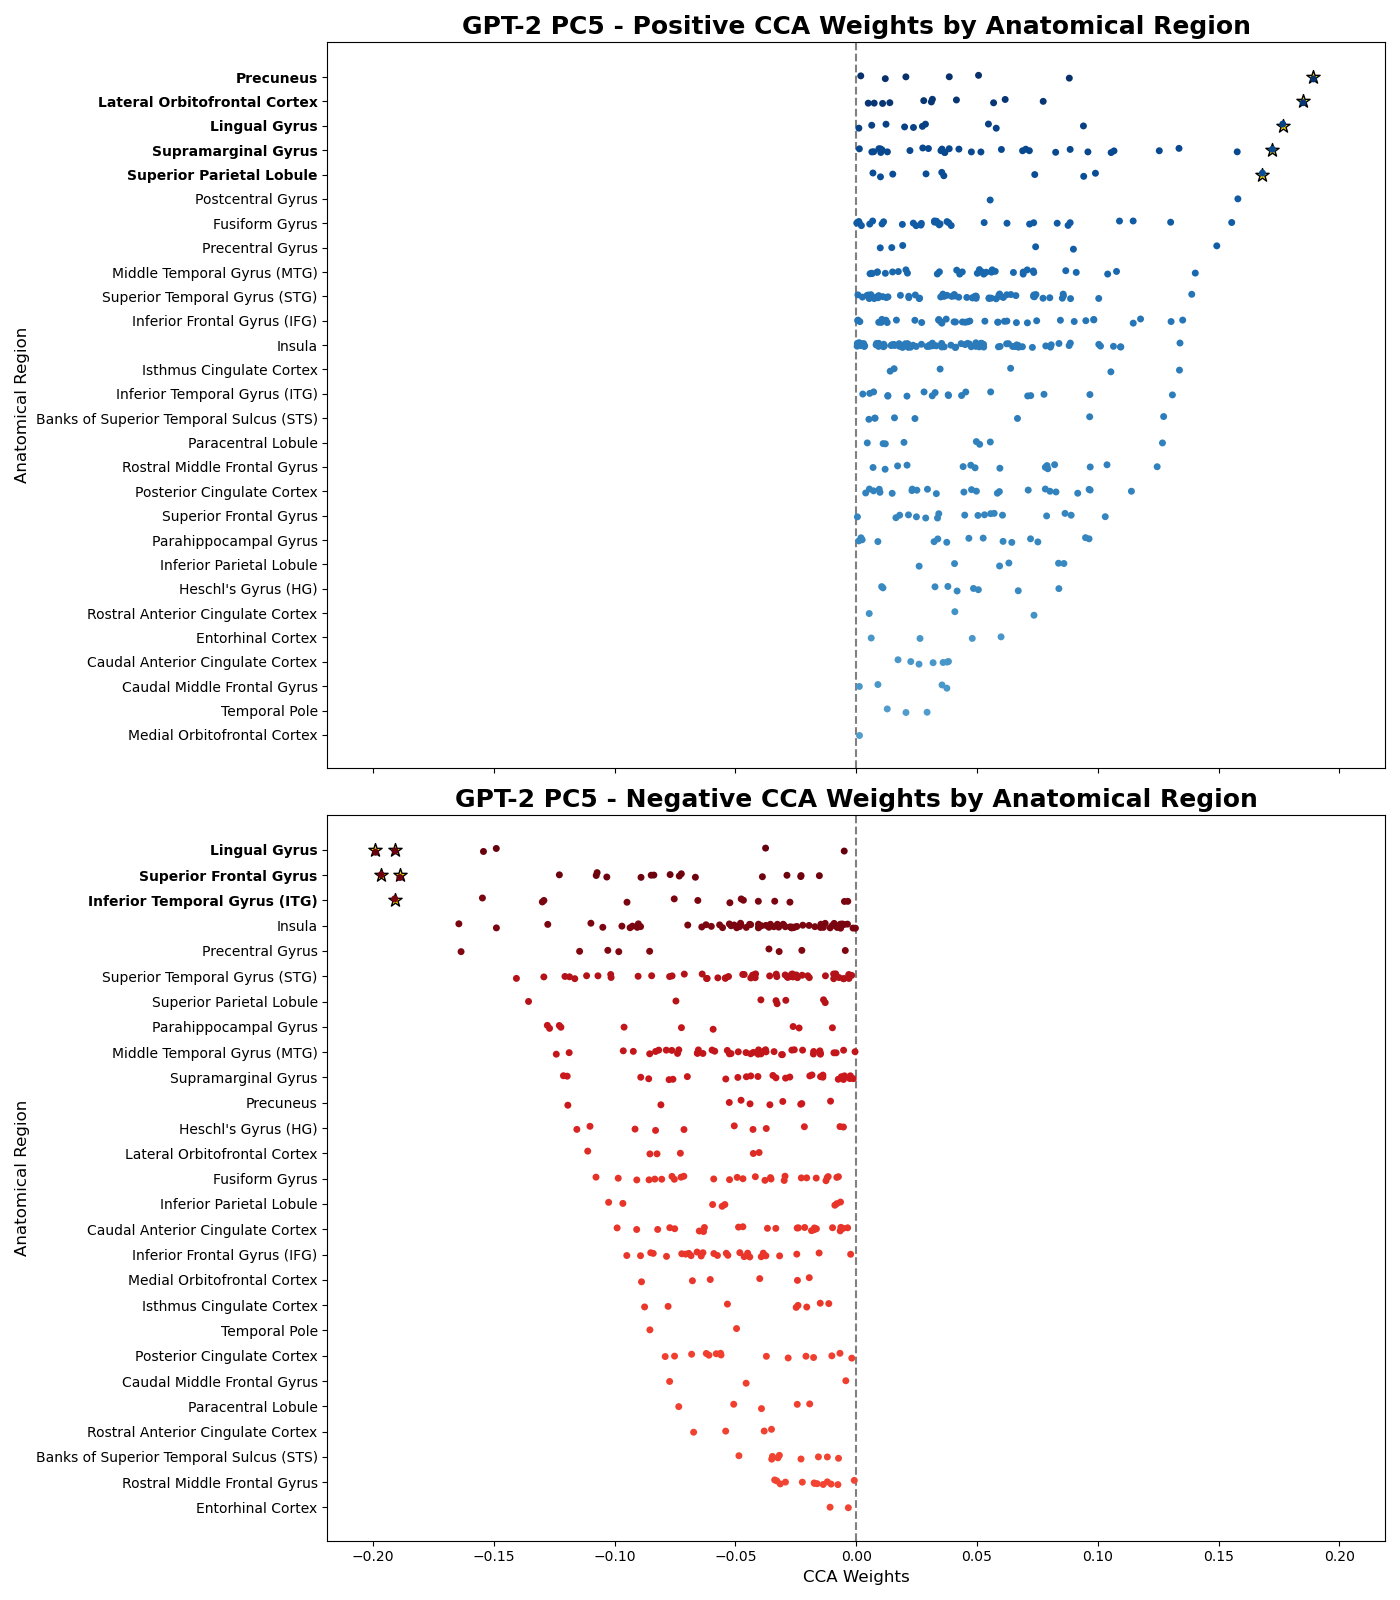 GPT-2 PC5 - Positive CCA Weights by Anatomical Region
Anatomical Region
Precuneus
Lateral Orbitofrontal Cortex
Lingual Gyrus
Supramarginal Gyrus
Superior Parietal Lobule
Postcentral Gyrus
Fusiform Gyrus
Precentral Gyrus
Middle Temporal Gyrus (MTG)
Superior Temporal Gyrus (STG)
Inferior Frontal Gyrus (IFG)
Insula
Isthmus Cingulate Cortex
Inferior Temporal Gyrus (ITG)
Banks of Superior Temporal Sulcus (STS)
Paracentral Lobule
Rostral Middle Frontal Gyrus
Posterior Cingulate Cortex
Superior Frontal Gyrus
Parahippocampal Gyrus
Inferior Parietal Lobule
Heschl's Gyrus (HG)
Rostral Anterior Cingulate Cortex
Entorhinal Cortex
Caudal Anterior Cingulate Cortex
Caudal Middle Frontal Gyrus
Temporal Pole
Medial Orbitofrontal Cortex
GPT-2 PC5 - Negative CCA Weights by Anatomical Region
Anatomical Region
Lingual Gyrus
Superior Frontal Gyrus
Inferior Temporal Gyrus (ITG)
Insula
Precentral Gyrus
Superior Temporal Gyrus (STG)
Superior Parietal Lobule
Parahippocampal Gyrus
Middle Temporal Gyrus (MTG)
Supramarginal Gyrus
Precuneus
Heschl's Gyrus (HG)
Lateral Orbitofrontal Cortex
Fusiform Gyrus
Inferior Parietal Lobule
Caudal Anterior Cingulate Cortex
Inferior Frontal Gyrus (IFG)
Medial Orbitofrontal Cortex
Isthmus Cingulate Cortex
Temporal Pole
Posterior Cingulate Cortex
Caudal Middle Frontal Gyrus
Paracentral Lobule
Rostral Anterior Cingulate Cortex
Banks of Superior Temporal Sulcus (STS)
Rostral Middle Frontal Gyrus
Entorhinal Cortex
−0.20 −0.15 −0.10 −0.05 0.00 0.05 0.10 0.15 0.20
CCA Weights